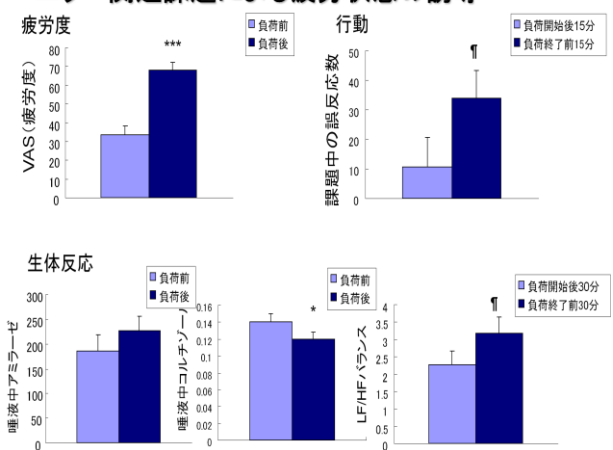 疲労度
負荷前
負荷後
***
VAS(疲労度)
80
70
60
50
40
30
20
10
0
行動
負荷開始後15分
負荷終了前15分
¶
課題中の誤反応数
50
40
30
20
10
0
生体反応
負荷前
負荷後
唾液中アミラーゼ
300
250
200
150
100
50
0
負荷前
負荷後
*
唾液中コルチゾー
0.16
0.14
0.12
0.1
0.08
0.06
0.04
0.02
0
負荷開始後30分
負荷終了前30分
¶
LF/HFバランス
4
3.5
3
2.5
2
1.5
1
0.5
0